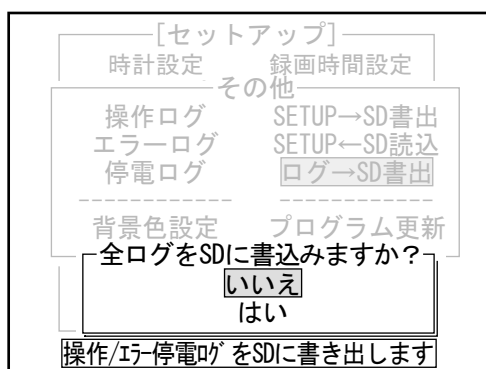 [セットアップ]
時計設定 録画時間設定
その他
操作ログ SETUP→SD書出
エラーログ SETUP←SD読込
停電ログ ログ→SD書出
------------ ------------
背景色設定 プログラム更新
全ログをSDに書込みますか?
いいえ
はい
操作/ｴﾗｰ停電ﾛｸﾞをSDに書き出します